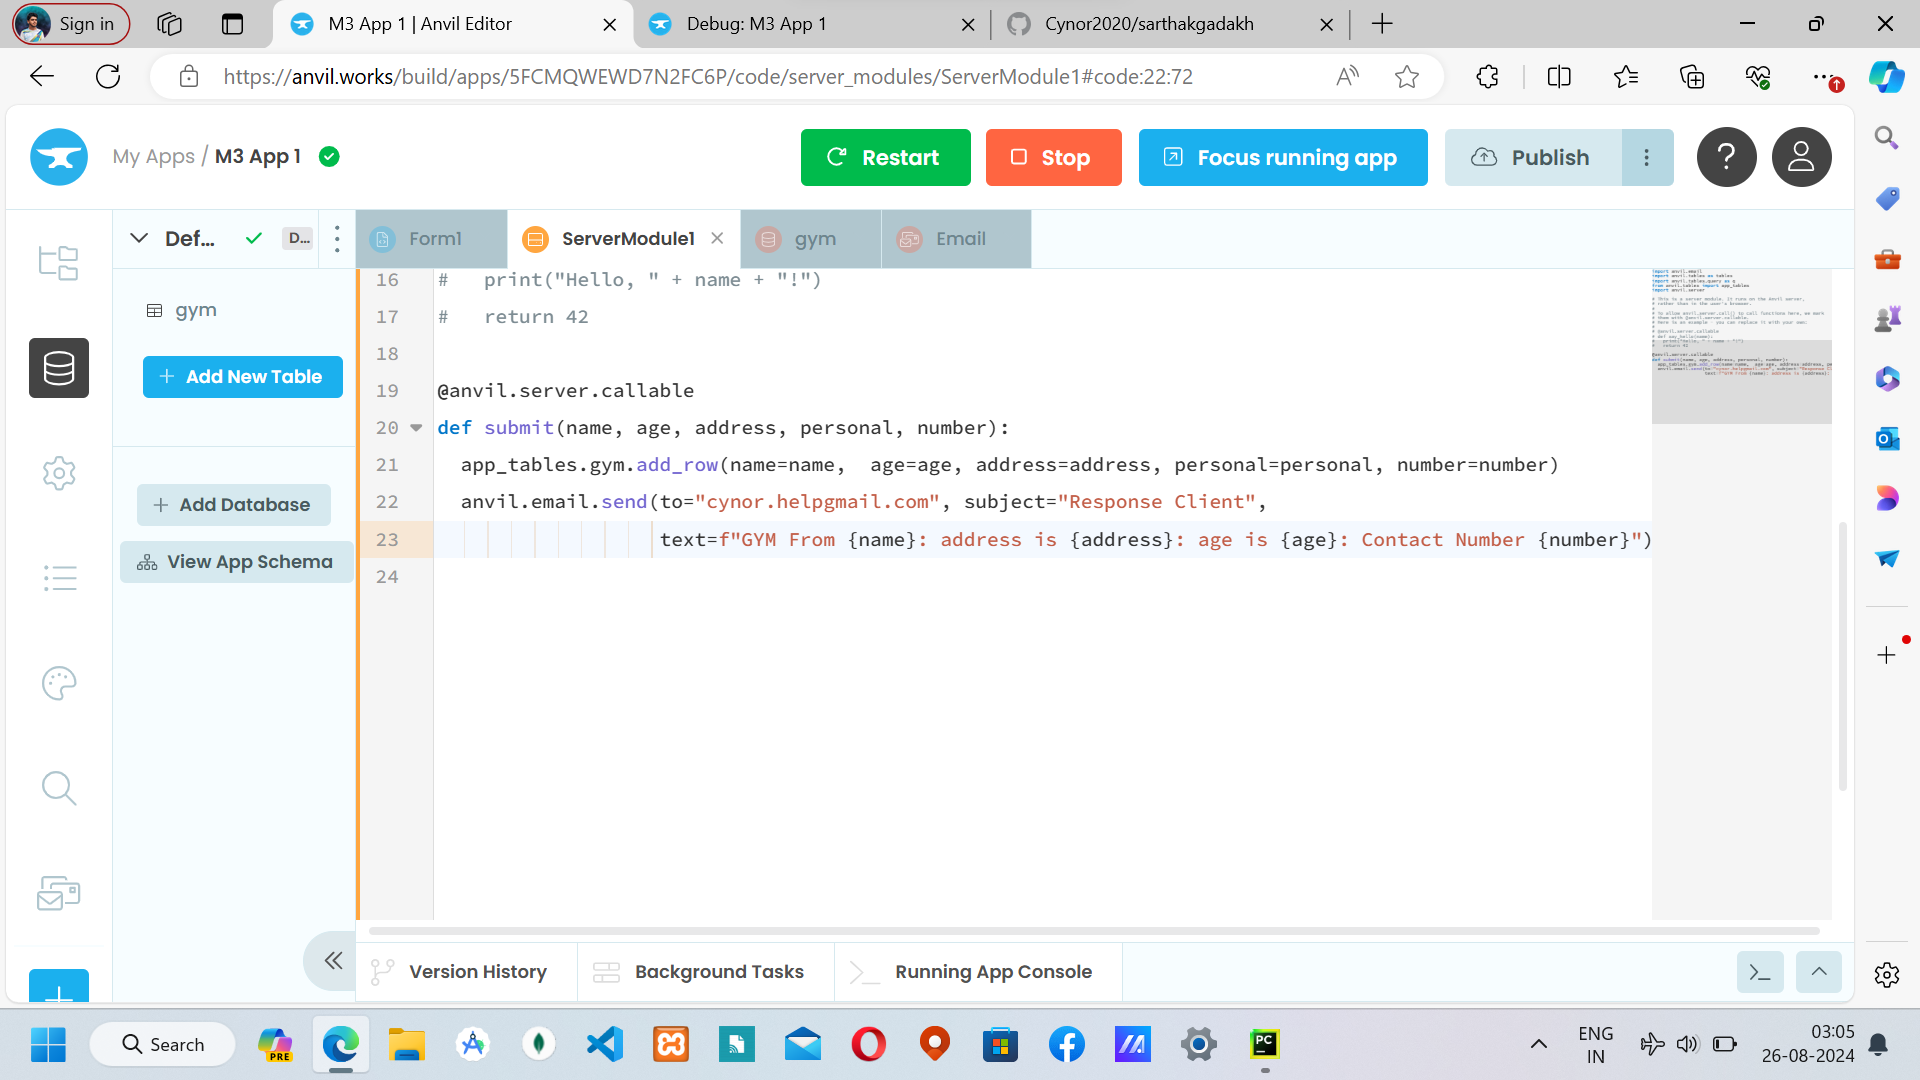 Sign in
M3 App 1 | Anvil Editor
Debug: M3 App 1
Cynor2020/sarthakgadakh
https://anvil.works/build/apps/5FCMQWEWD7N2FC6P/code/server_modules/ServerModule1#code:22:72
My Apps / M3 App 1
Restart
Stop
Focus running app
Publish
?
Def...
D...
Form1
ServerModule1
gym
Email
gym
Add New Table
Add Database
View App Schema
16 #   print("Hello, " + name + "!")
17 #   return 42
18
19 @anvil.server.callable
20 def submit(name, age, address, personal, number):
21   app_tables.gym.add_row(name=name,  age=age, address=address, personal=personal, number=number)
22   anvil.email.send(to="cynor.helpgmail.com", subject="Response Client",
23                    text=f"GYM From {name}: address is {address}: age is {age}: Contact Number {number}")
24
Version History
Background Tasks
Running App Console
Search
PRE
PC
ENG
IN
03:05
26-08-2024